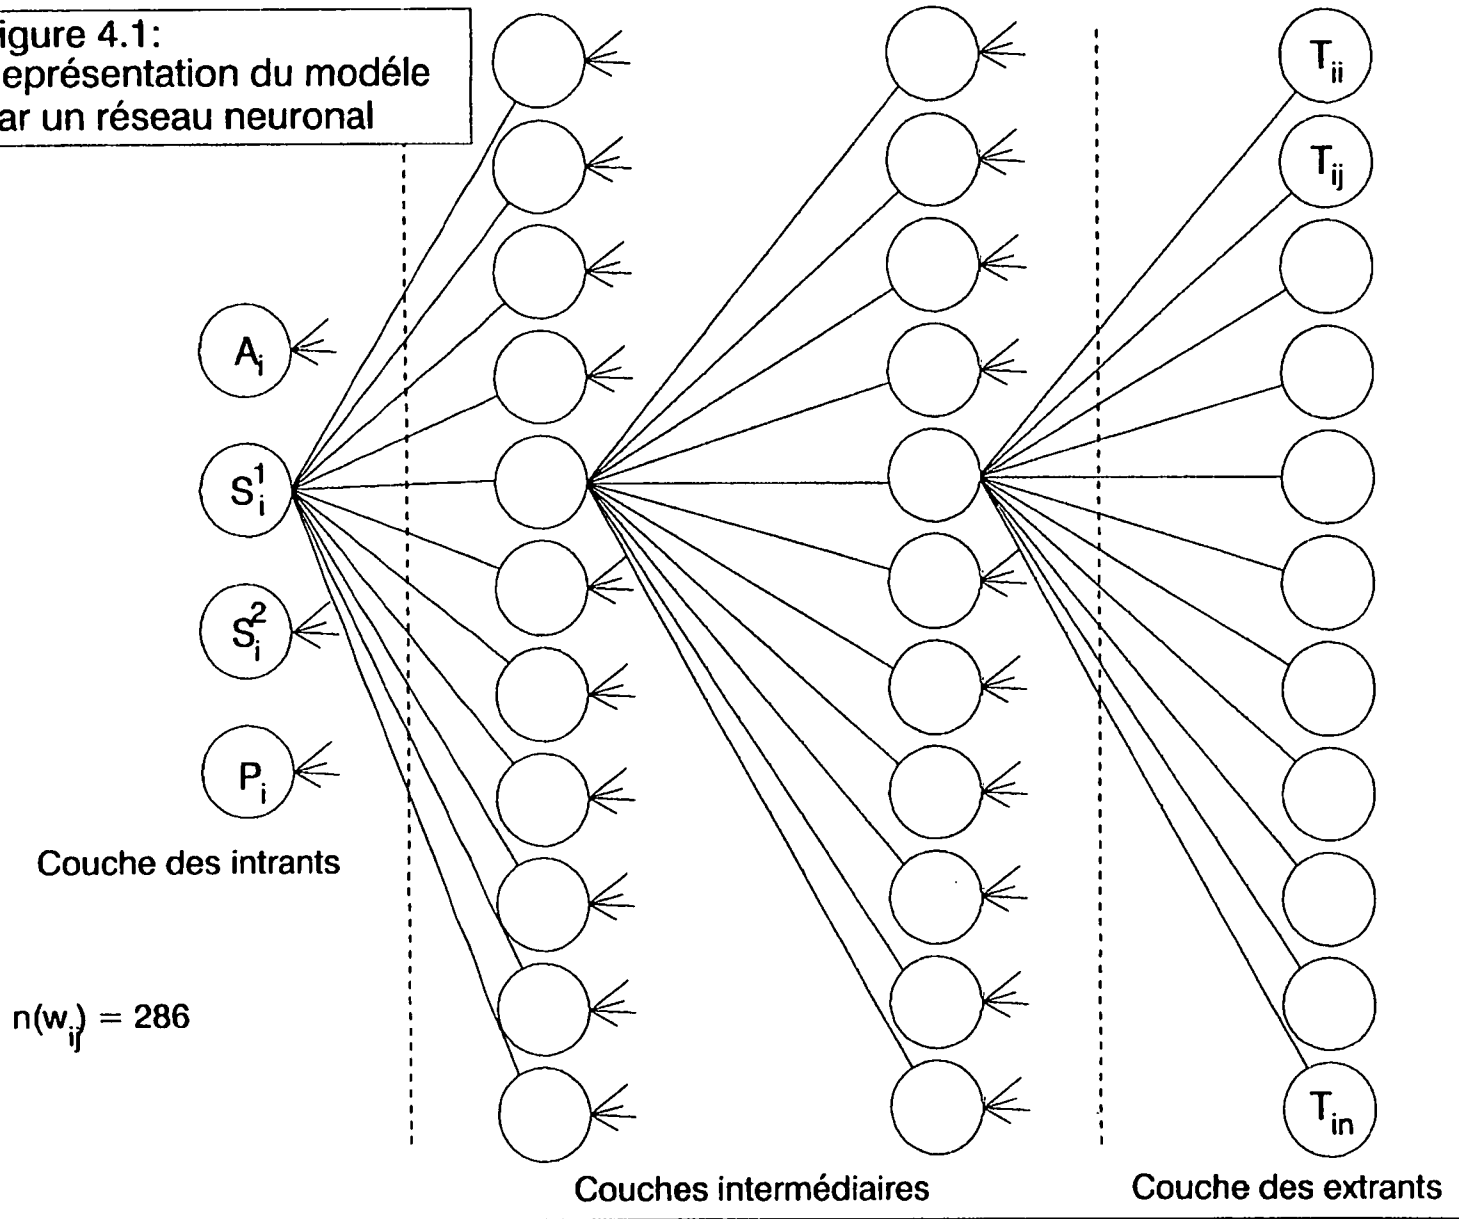 igure 4.1:
eprésentation du modéle
ar un réseau neuronal
A_i
S_i^1
S_i^2
P_i
Couche des intrants
n(w_ij) = 286
Couches intermédiaires
T_ii
T_ij
T_in
Couche des extrants